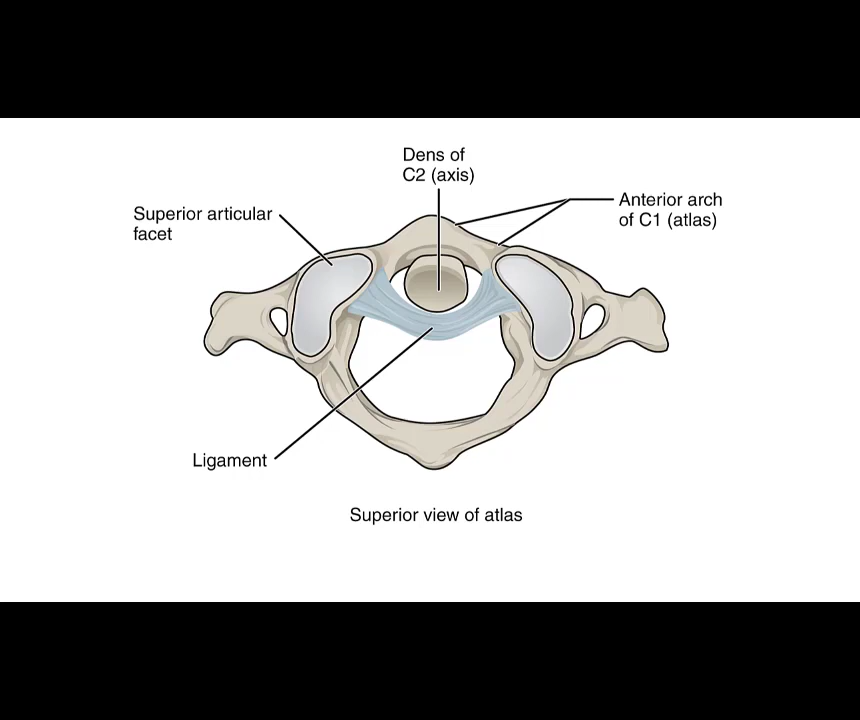 Dens of
C2 (axis)
Superior articular
facet
Anterior arch
of C1 (atlas)
Ligament
Superior view of atlas